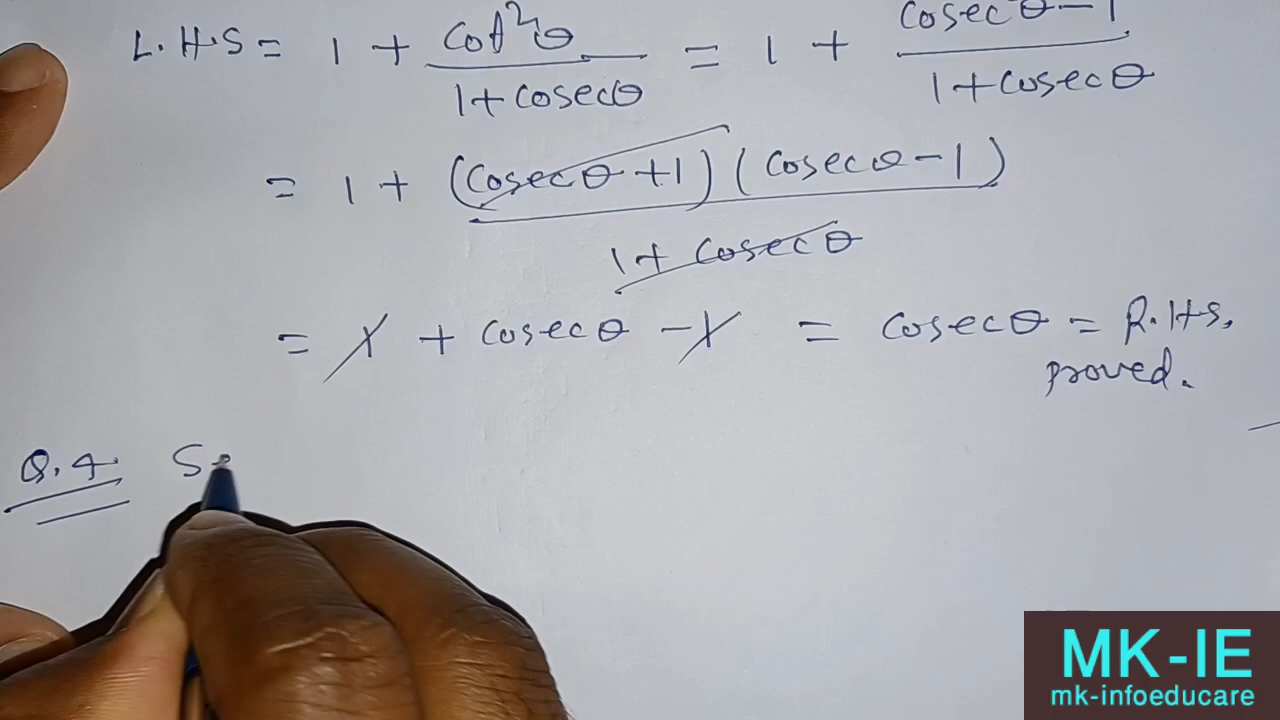 L.H.S = 1 + cot²θ / 1+cosecθ = 1 + cosec²θ-1 / 1+cosecθ
= 1 + (cosecθ+1)(cosecθ-1) / 1+cosecθ
= 1 + cosecθ - 1 = cosecθ = R.H.S.
proved.
Q.4
MK-IE
mk-infoeducare